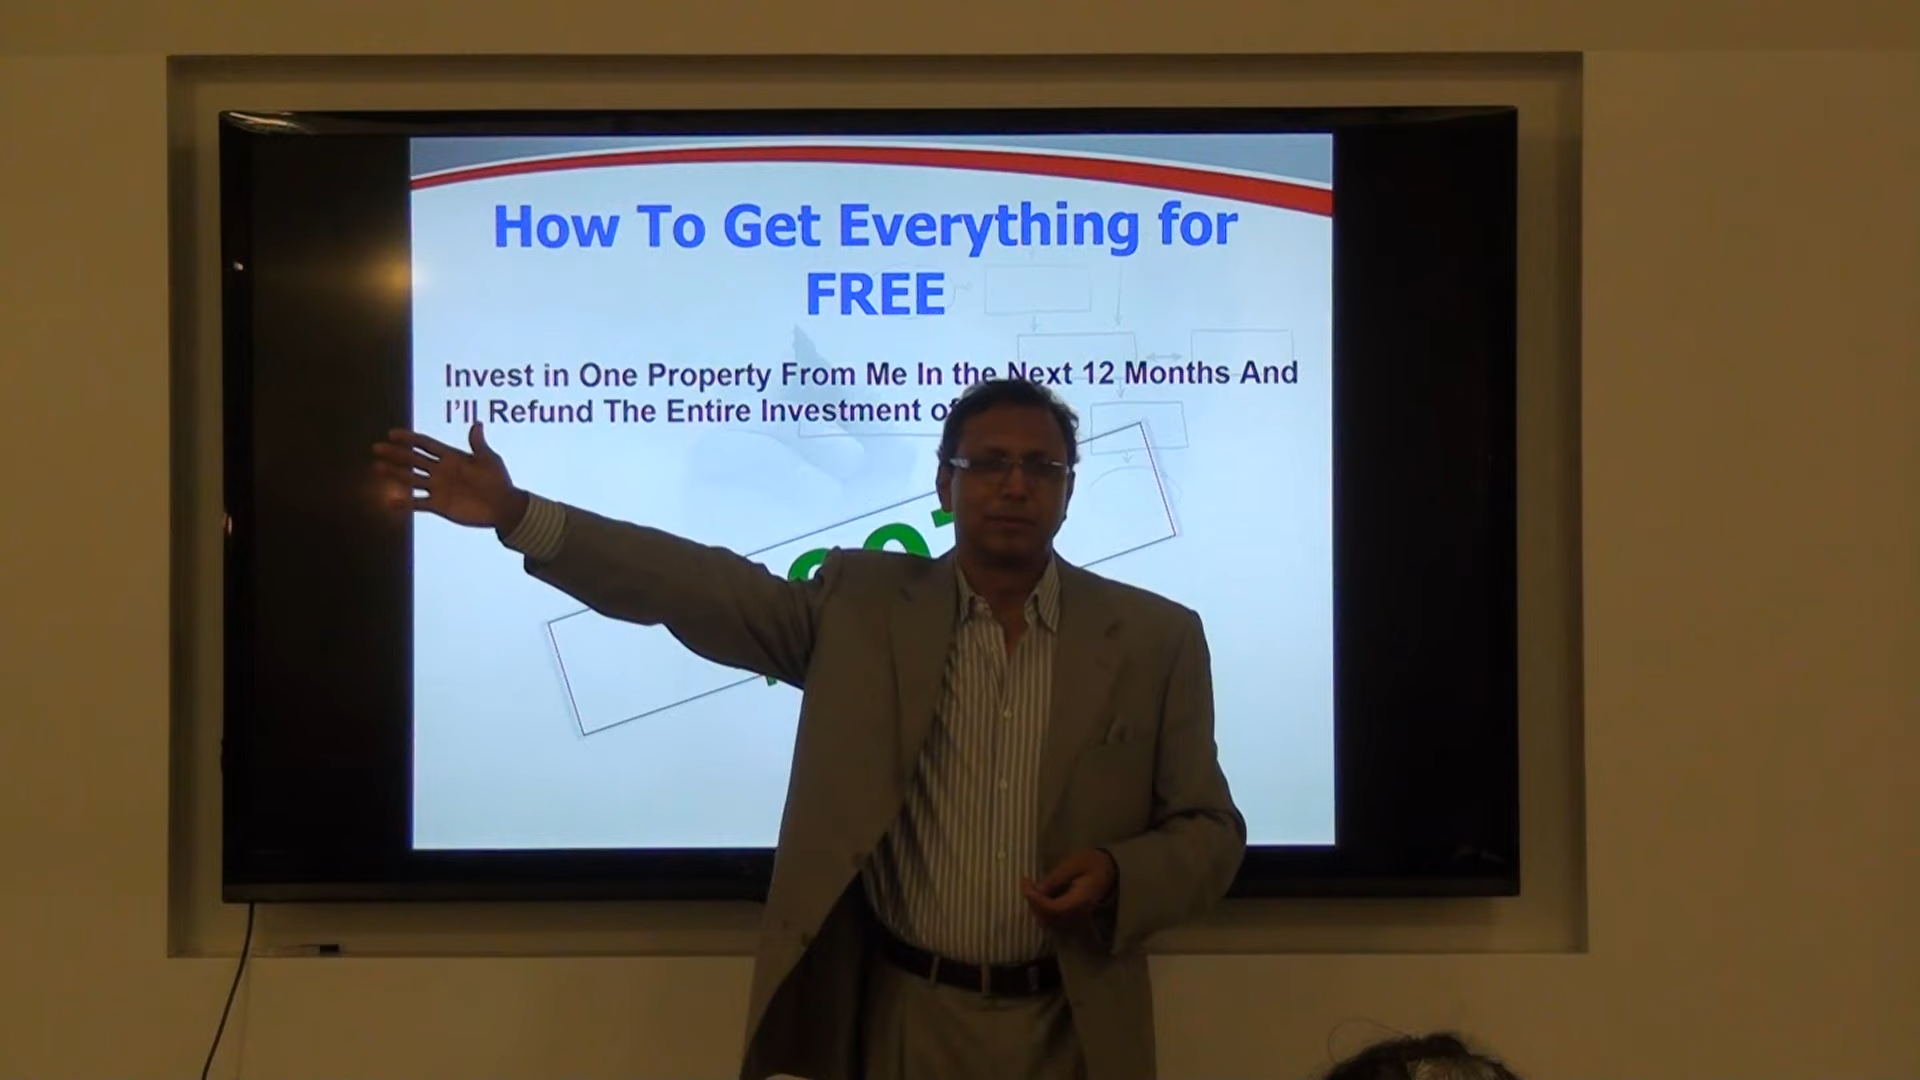 How To Get Everything for
FREE
Invest in One Property From Me In the Next 12 Months And
I'll Refund The Entire Investment of